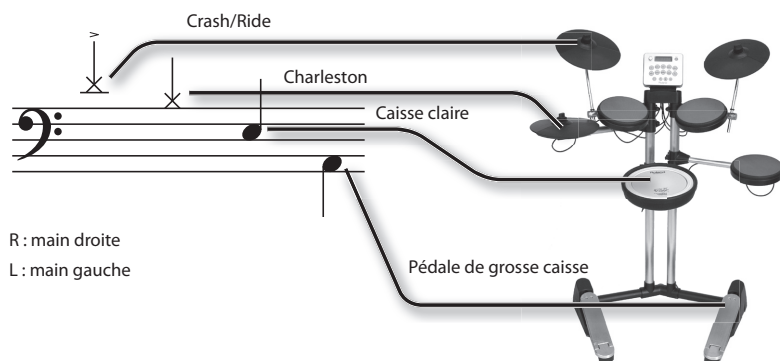 Crash/Ride
Charleston
Caisse claire
R : main droite
L : main gauche
Pédale de grosse caisse